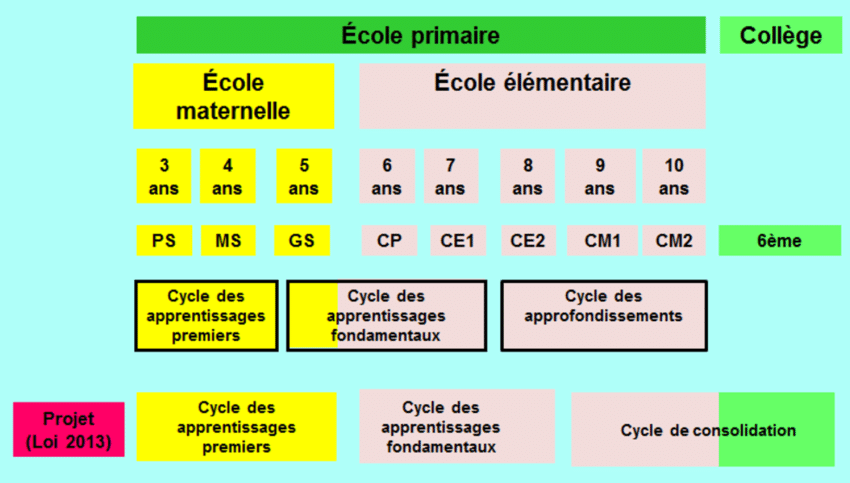 École primaire
Collège
École
maternelle
École élémentaire
3
ans
4
ans
5
ans
6
ans
7
ans
8
ans
9
ans
10
ans
PS
MS
GS
CP
CE1
CE2
CM1
CM2
6ème
Cycle des
apprentissages
premiers
Cycle des
apprentissages
fondamentaux
Cycle des
approfondissements
Projet
(Loi 2013)
Cycle des
apprentissages
premiers
Cycle des
apprentissages
fondamentaux
Cycle de consolidation